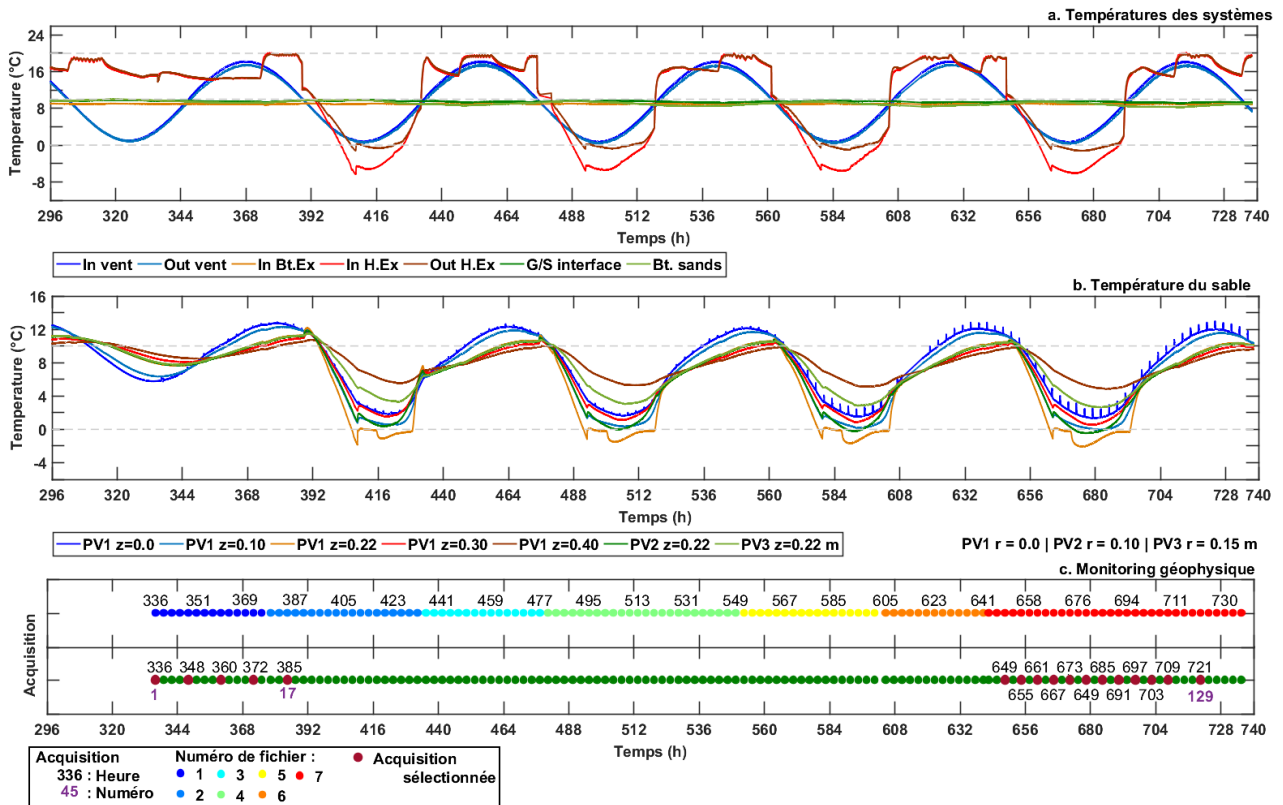 a. Températures des systèmes
24
16
8
0
-8
Temperature (°C)
296 320 344 368 392 416 440 464 488 512 536 560 584 608 632 656 680 704 728 740
Temps (h)
In vent Out vent In Bt.Ex In H.Ex Out H.Ex G/S interface Bt. sands
b. Température du sable
16
12
8
4
0
-4
Temperature (°C)
296 320 344 368 392 416 440 464 488 512 536 560 584 608 632 656 680 704 728 740
Temps (h)
PV1 z=0.0 PV1 z=0.10 PV1 z=0.22 PV1 z=0.30 PV1 z=0.40 PV2 z=0.22 PV3 z=0.22 m
PV1 r = 0.0 | PV2 r = 0.10 | PV3 r = 0.15 m
c. Monitoring géophysique
336 351 369 387 405 423 441 459 477 495 513 531 549 567 585 605 623 641 658 676 694 711 730
Acquisition
336 348 360 372 385 649 661 673 685 697 709 721
1 17 655 667 649 691 703 129
296 320 344 368 392 416 440 464 488 512 536 560 584 608 632 656 680 704 728 740
Temps (h)
Acquisition
336 : Heure
45 : Numéro
Numéro de fichier :
1 3 5 7
2 4 6
Acquisition
sélectionnée